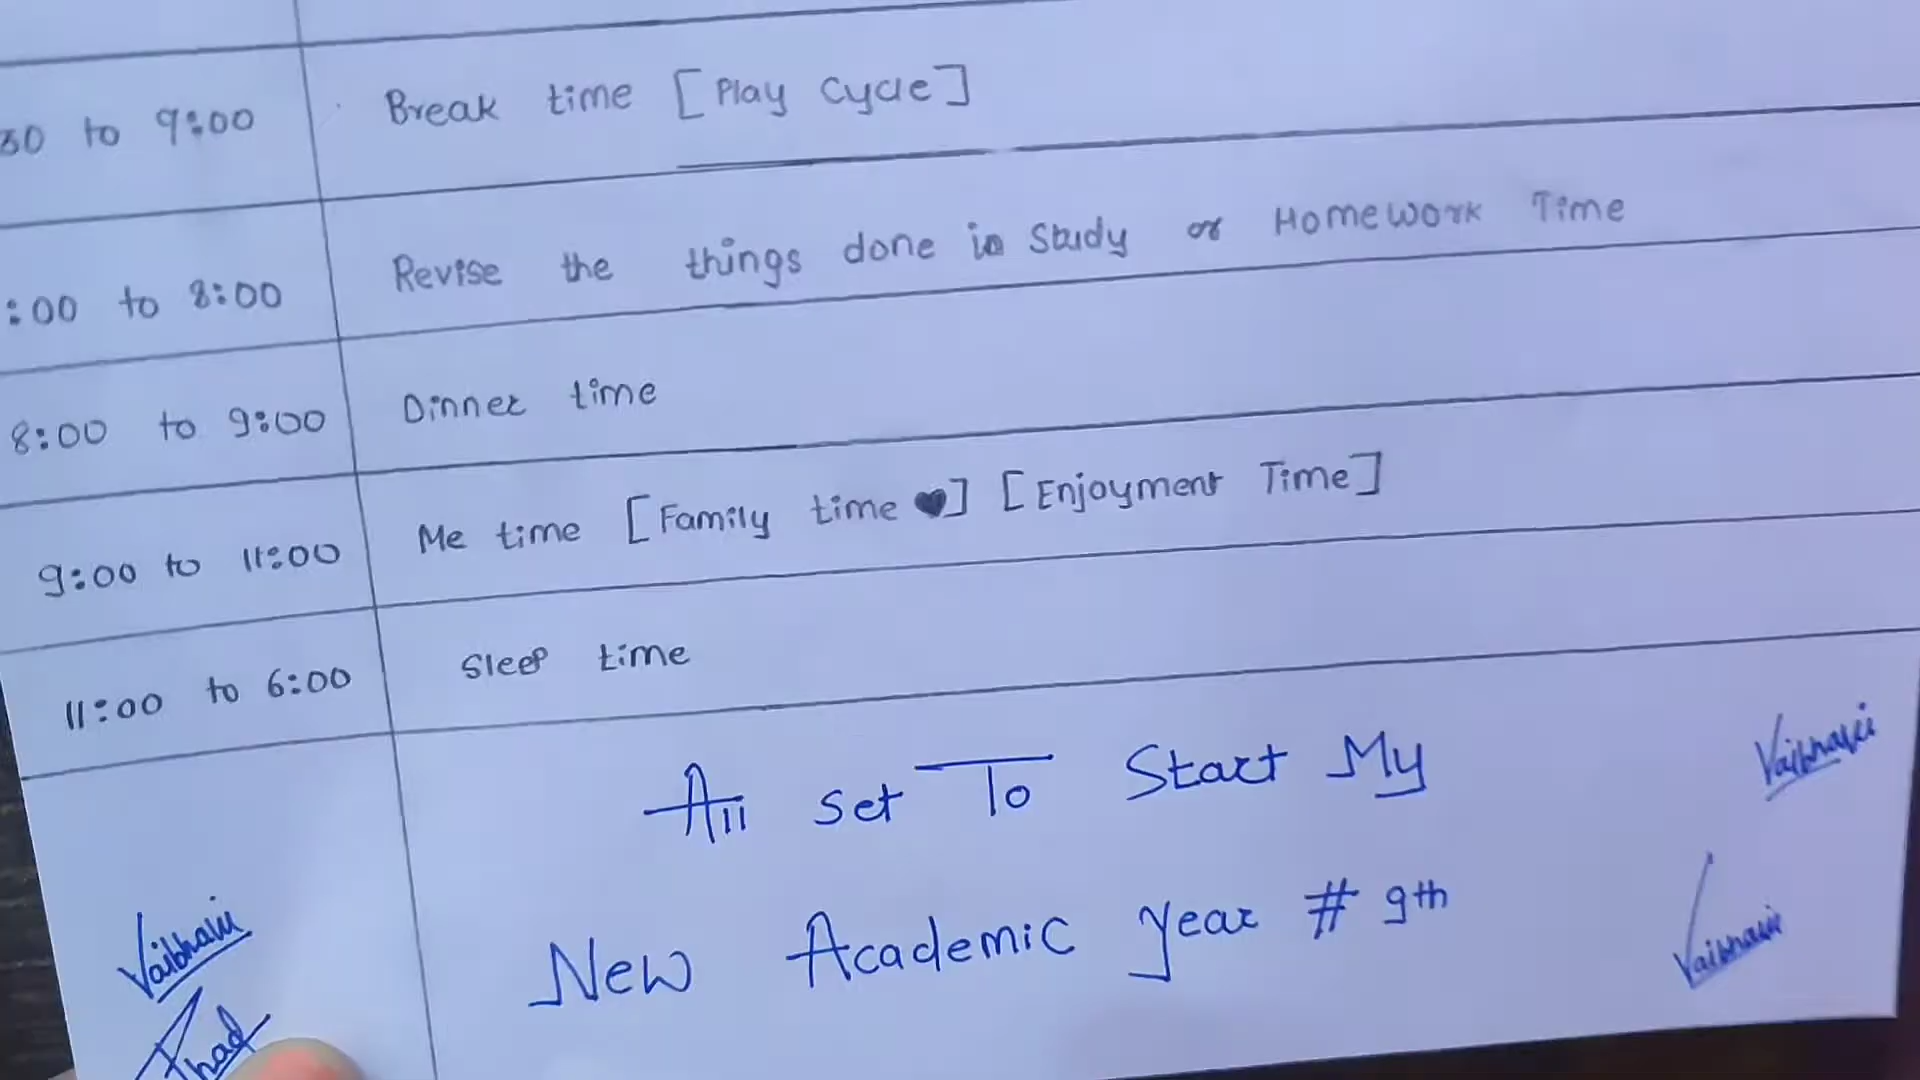 30 to 9:00 Break time [Play Cycle]
:00 to 8:00 Revise the things done in Study or Homework Time
8:00 to 9:00 Dinner time
9:00 to 11:00 Me time [Family time ♥] [Enjoyment Time]
11:00 to 6:00 Sleep time
All set To Start My
New Academic year # 9th
Vaibhavi
Vaibhavi
Vaibhavi
Phad